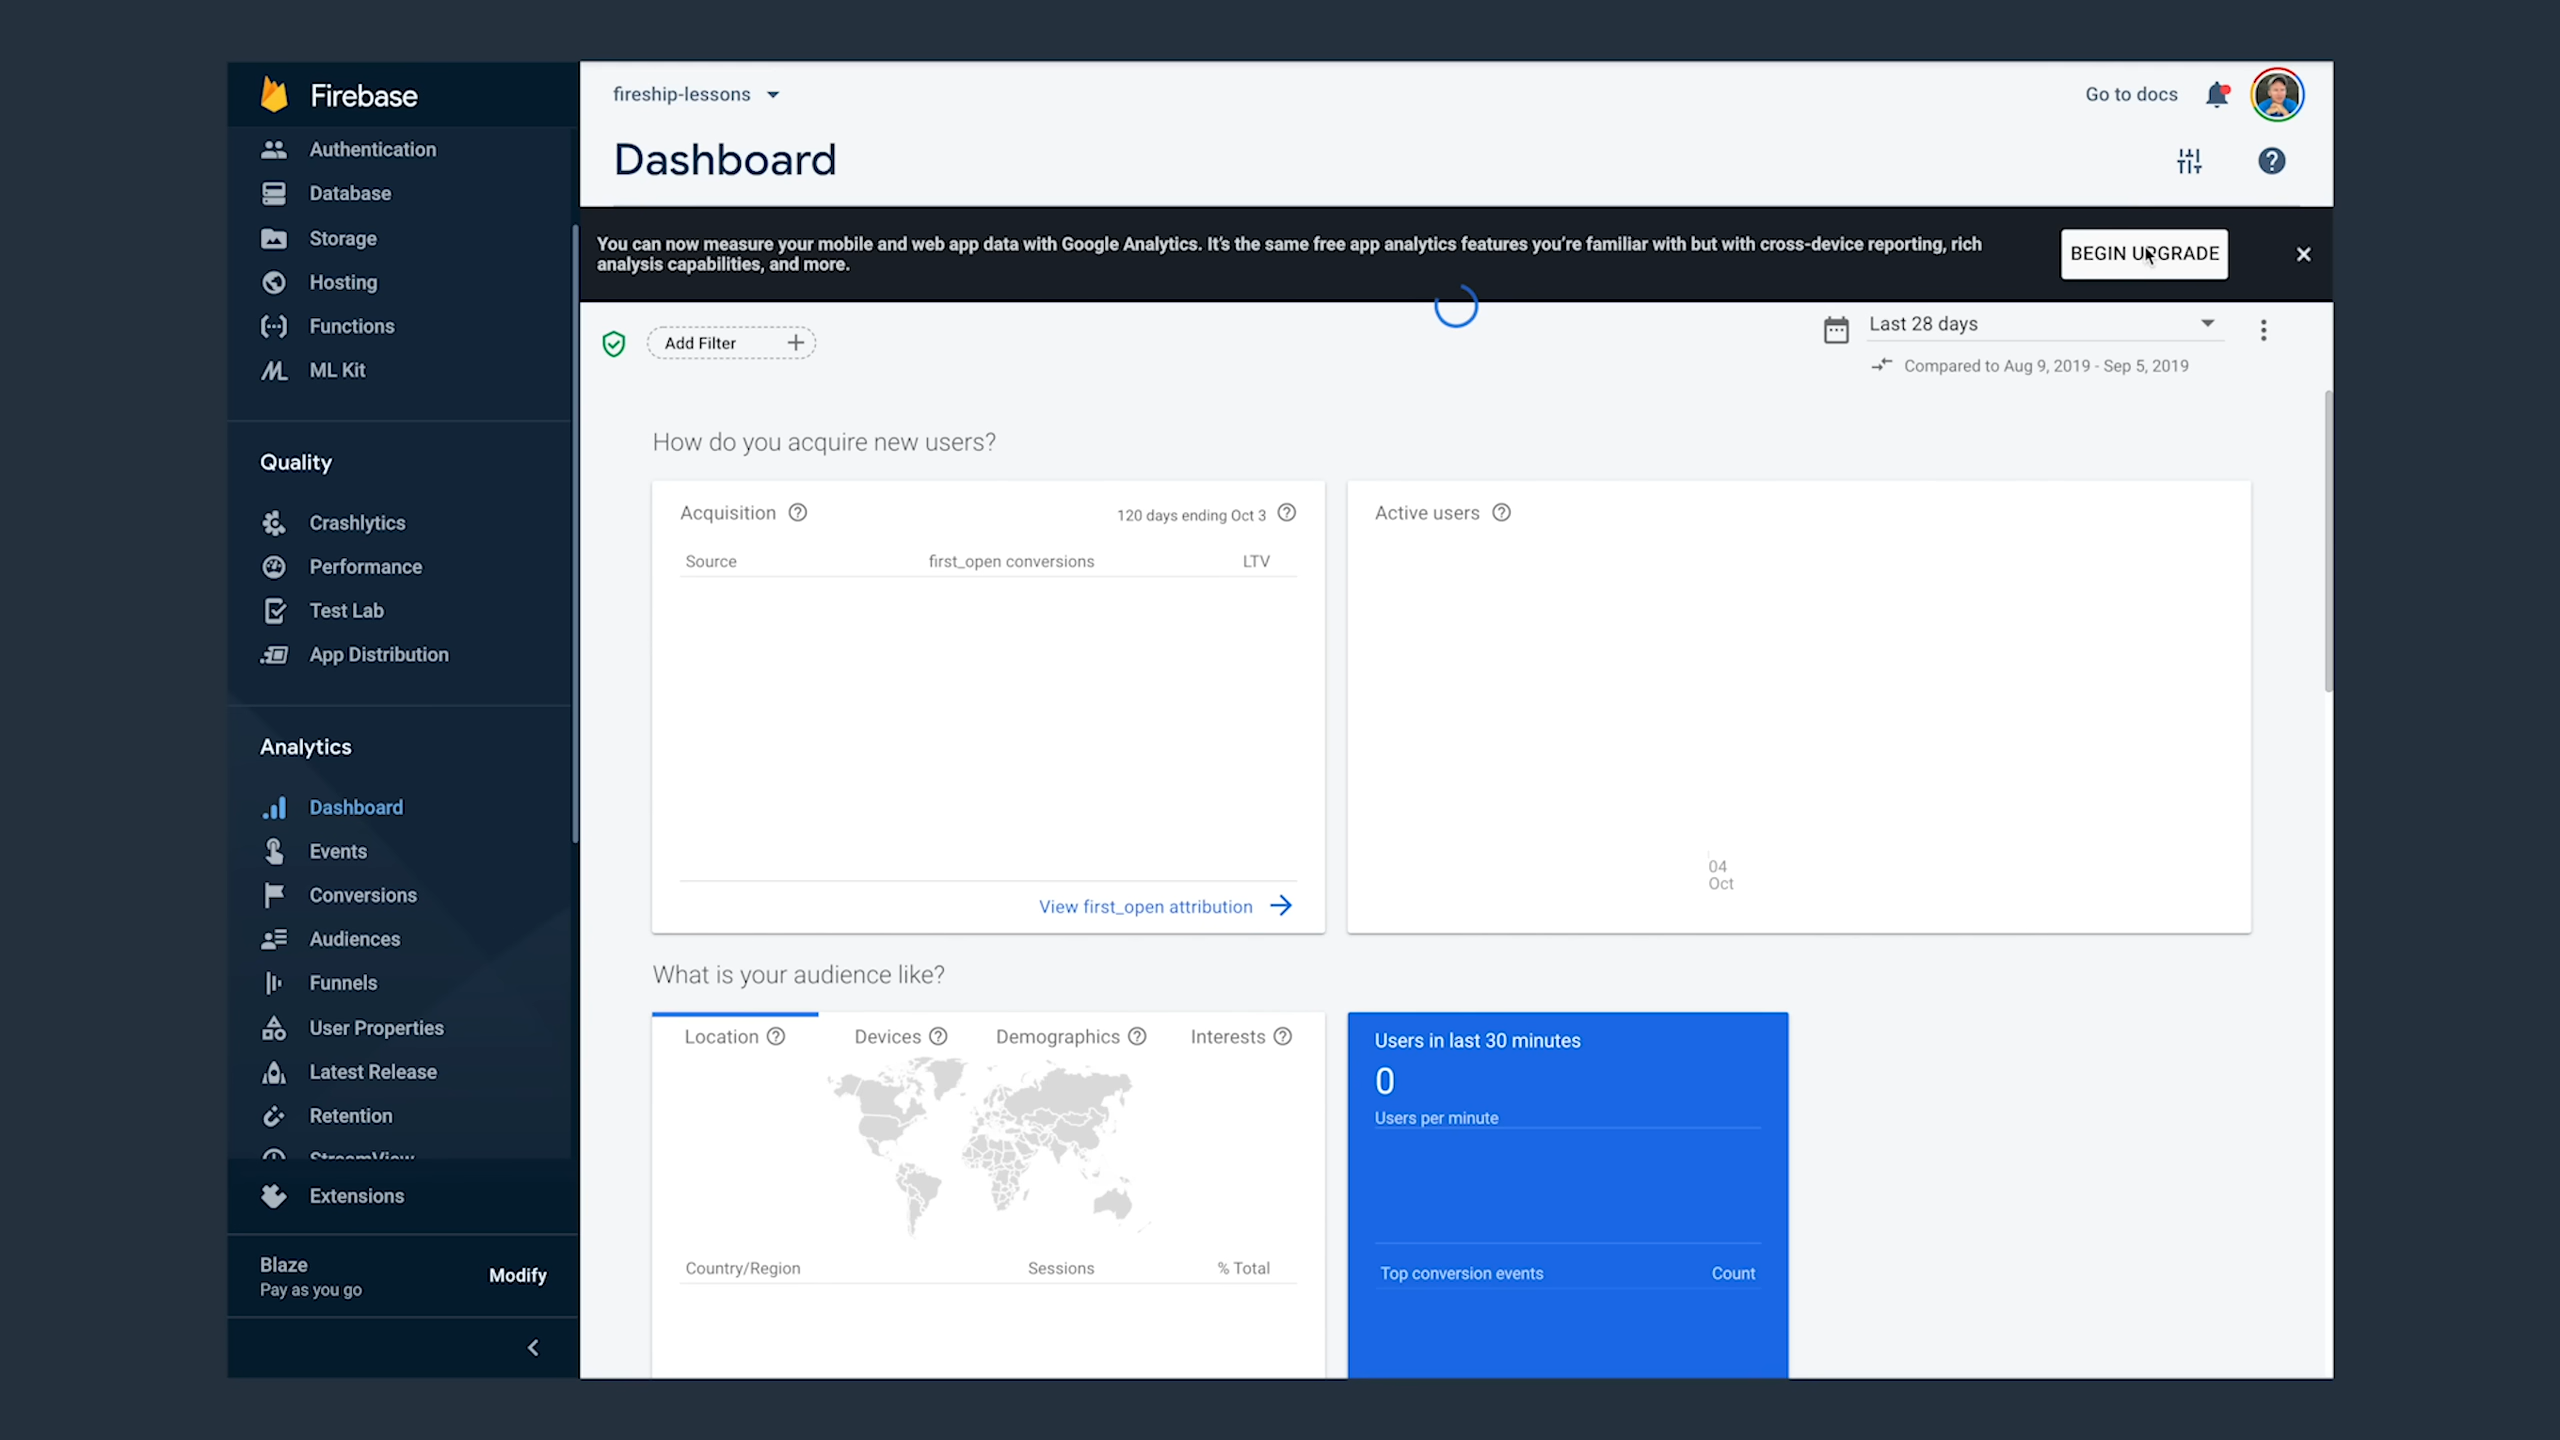 Firebase
Authentication
Database
Storage
Hosting
Functions
ML Kit
Quality
Crashlytics
Performance
Test Lab
App Distribution
Analytics
Dashboard
Events
Conversions
Audiences
Funnels
User Properties
Latest Release
Retention
StreamView
Extensions
Blaze
Pay as you go
Modify
fireship-lessons
Go to docs
Dashboard
You can now measure your mobile and web app data with Google Analytics. It's the same free app analytics features you're familiar with but with cross-device reporting, rich
analysis capabilities, and more.
BEGIN UPGRADE
Add Filter
Last 28 days
Compared to Aug 9, 2019 - Sep 5, 2019
How do you acquire new users?
Acquisition
120 days ending Oct 3
Source first_open conversions LTV
View first_open attribution
Active users
04
Oct
What is your audience like?
Location Devices Demographics Interests
Country/Region Sessions % Total
Users in last 30 minutes
0
Users per minute
Top conversion events Count